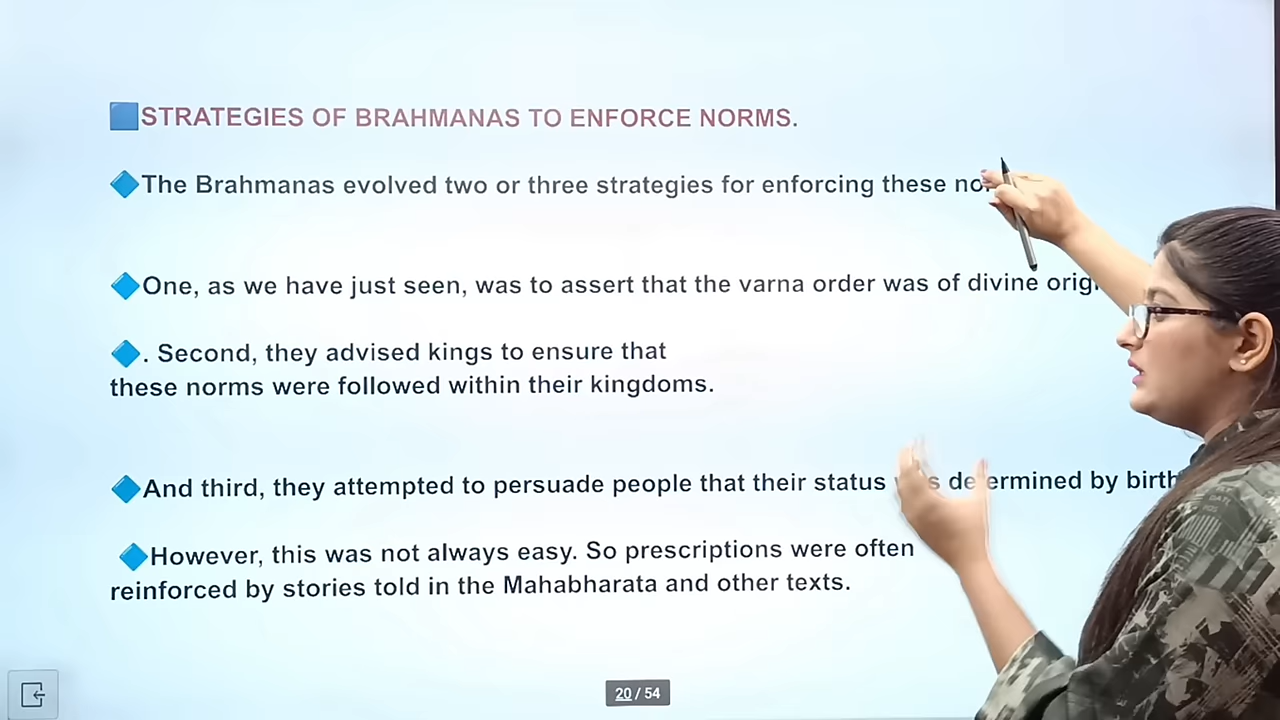 STRATEGIES OF BRAHMANAS TO ENFORCE NORMS.
The Brahmanas evolved two or three strategies for enforcing these
One, as we have just seen, was to assert that the varna order was of divine
. Second, they advised kings to ensure that
these norms were followed within their kingdoms.
And third, they attempted to persuade people that their status determined by birth
However, this was not always easy. So prescriptions were often
reinforced by stories told in the Mahabharata and other texts.
20 / 54